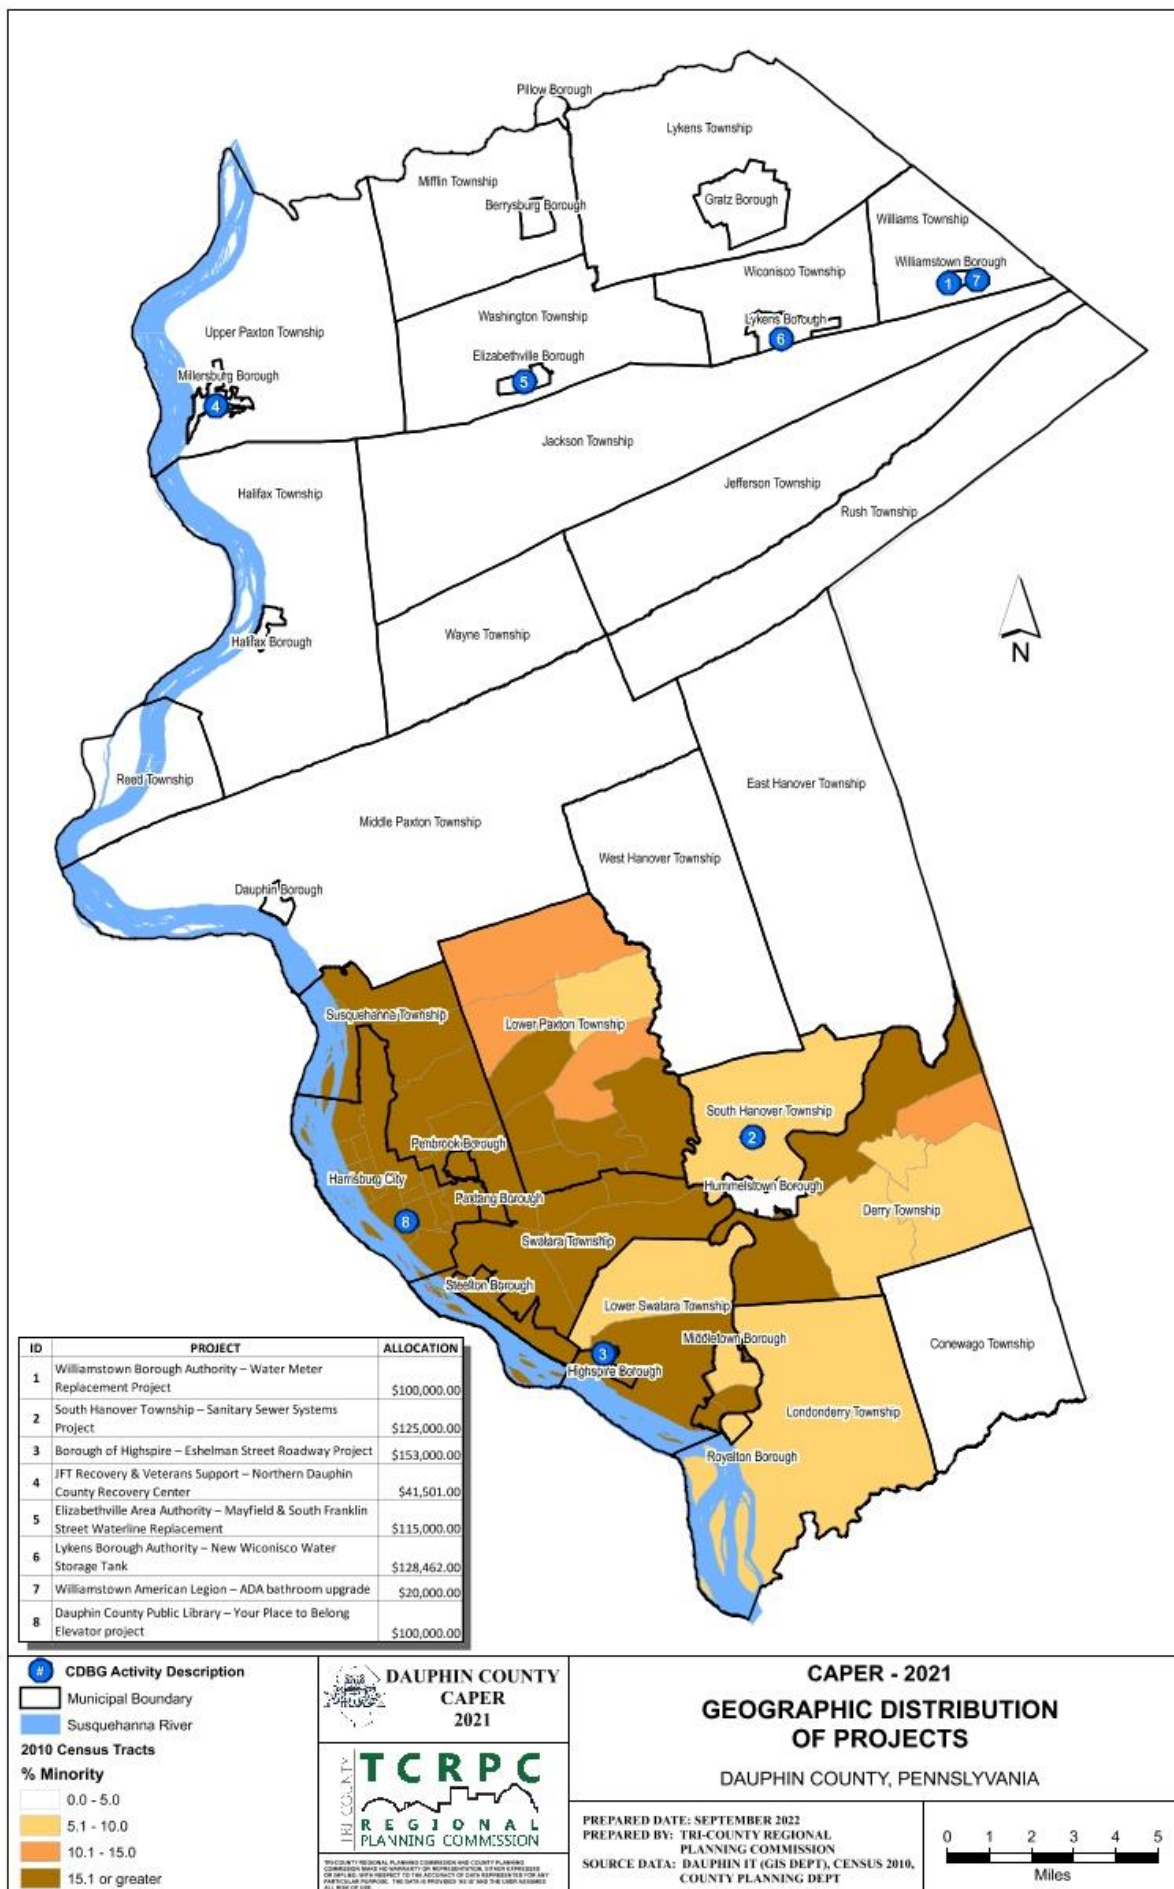 Pillow Borough
Lykens Township
Mifflin Township
Berrysburg Borough
Gratz Borough
Williams Township
Williamstown Borough
1
7
Wiconisco Township
Washington Township
Lykens Borough
6
Upper Paxton Township
Elizabethville Borough
5
Millersburg Borough
4
Jackson Township
Halifax Township
Jefferson Township
Rush Township
Wayne Township
Halifax Borough
N
Reed Township
East Hanover Township
Middle Paxton Township
West Hanover Township
Dauphin Borough
Susquehanna Township
Lower Paxton Township
South Hanover Township
2
Penbrook Borough
Harrisburg City
Paxtang Borough
Hummelstown Borough
8
Derry Township
Swatara Township
Steelton Borough
Lower Swatara Township
Middletown Borough
Conewago Township
3
Highspire Borough
Londonderry Township
Royalton Borough
ID PROJECT ALLOCATION
1 Williamstown Borough Authority – Water Meter
Replacement Project $100,000.00
2 South Hanover Township – Sanitary Sewer Systems
Project $125,000.00
3 Borough of Highspire – Eshelman Street Roadway Project $153,000.00
4 JFT Recovery & Veterans Support – Northern Dauphin
County Recovery Center $41,501.00
5 Elizabethville Area Authority – Mayfield & South Franklin
Street Waterline Replacement $115,000.00
6 Lykens Borough Authority – New Wiconisco Water
Storage Tank $128,462.00
7 Williamstown American Legion – ADA bathroom upgrade $20,000.00
8 Dauphin County Public Library – Your Place to Belong
Elevator project $100,000.00
# CDBG Activity Description
Municipal Boundary
Susquehanna River
2010 Census Tracts
% Minority
0.0 - 5.0
5.1 - 10.0
10.1 - 15.0
15.1 or greater
DAUPHIN COUNTY
CAPER
2021
TRI-COUNTY
TCRPC
REGIONAL
PLANNING COMMISSION
CAPER - 2021
GEOGRAPHIC DISTRIBUTION
OF PROJECTS
DAUPHIN COUNTY, PENNSLYVANIA
PREPARED DATE: SEPTEMBER 2022
PREPARED BY: TRI-COUNTY REGIONAL
PLANNING COMMISSION
SOURCE DATA: DAUPHIN IT (GIS DEPT), CENSUS 2010,
COUNTY PLANNING DEPT
0 1 2 3 4 5
Miles